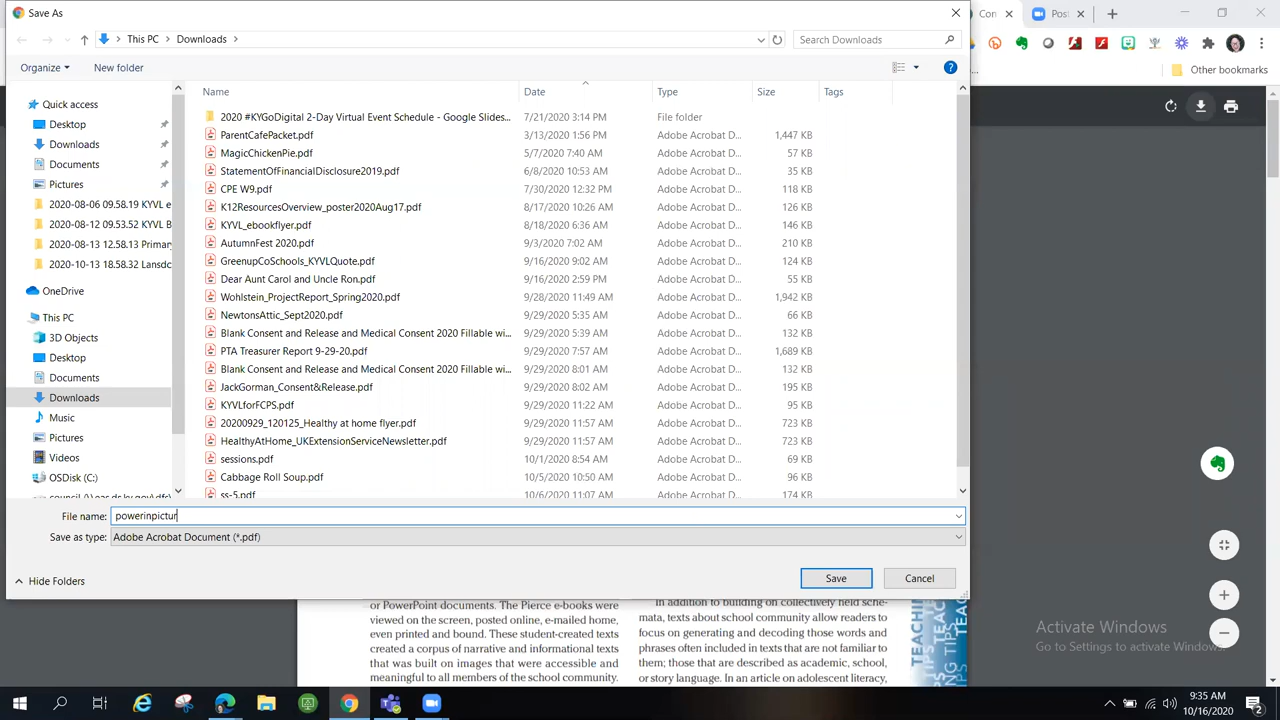 Save As
Con
Post
This PC > Downloads >
Search Downloads
Organize
New folder
Other bookmarks
Name
Date
Type
Size
Tags
Quick access
Desktop
Downloads
Documents
Pictures
2020-08-06 09.58.19 KYVL e
2020-08-12 09.53.52 KYVL B
2020-08-13 12.58.13 Primary
2020-10-13 18.58.32 Lansdc
OneDrive
This PC
3D Objects
Desktop
Documents
Downloads
Music
Pictures
Videos
OSDisk (C:)
2020 #KYGoDigital 2-Day Virtual Event Schedule - Google Slides... 7/21/2020 3:14 PM File folder
ParentCafePacket.pdf 3/13/2020 1:56 PM Adobe Acrobat D... 1,447 KB
MagicChickenPie.pdf 5/7/2020 7:40 AM Adobe Acrobat D... 57 KB
StatementOfFinancialDisclosure2019.pdf 6/8/2020 10:53 AM Adobe Acrobat D... 35 KB
CPE W9.pdf 7/30/2020 12:32 PM Adobe Acrobat D... 118 KB
K12ResourcesOverview_poster2020Aug17.pdf 8/17/2020 10:26 AM Adobe Acrobat D... 126 KB
KYVL_ebookflyer.pdf 8/18/2020 6:36 AM Adobe Acrobat D... 146 KB
AutumnFest 2020.pdf 9/3/2020 7:02 AM Adobe Acrobat D... 210 KB
GreenupCoSchools_KYVLQuote.pdf 9/16/2020 9:02 AM Adobe Acrobat D... 124 KB
Dear Aunt Carol and Uncle Ron.pdf 9/16/2020 2:59 PM Adobe Acrobat D... 55 KB
Wohlstein_ProjectReport_Spring2020.pdf 9/28/2020 11:49 AM Adobe Acrobat D... 1,942 KB
NewtonsAttic_Sept2020.pdf 9/29/2020 5:35 AM Adobe Acrobat D... 66 KB
Blank Consent and Release and Medical Consent 2020 Fillable wi... 9/29/2020 5:39 AM Adobe Acrobat D... 132 KB
PTA Treasurer Report 9-29-20.pdf 9/29/2020 7:57 AM Adobe Acrobat D... 1,689 KB
Blank Consent and Release and Medical Consent 2020 Fillable wi... 9/29/2020 8:01 AM Adobe Acrobat D... 132 KB
JackGorman_Consent&Release.pdf 9/29/2020 8:02 AM Adobe Acrobat D... 195 KB
KYVLforFCPS.pdf 9/29/2020 11:22 AM Adobe Acrobat D... 95 KB
20200929_120125_Healthy at home flyer.pdf 9/29/2020 11:57 AM Adobe Acrobat D... 723 KB
HealthyAtHome_UKExtensionServiceNewsletter.pdf 9/29/2020 11:57 AM Adobe Acrobat D... 723 KB
sessions.pdf 10/1/2020 8:54 AM Adobe Acrobat D... 69 KB
Cabbage Roll Soup.pdf 10/5/2020 10:50 AM Adobe Acrobat D... 96 KB
ss-5.pdf 10/6/2020 11:07 AM Adobe Acrobat D... 174 KB
File name: powerinpictur
Save as type: Adobe Acrobat Document (*.pdf)
Hide Folders
Save
Cancel
or PowerPoint documents. The Pierce e-books were
viewed on the screen, posted online, e-mailed home,
even printed and bound. These student-created texts
created a corpus of narrative and informational texts
that was built on images that were accessible and
meaningful to all members of the school community.
In addition to building on collectively held sche-
mata, texts about school community allow readers to
focus on generating and decoding those words and
phrases often included in texts that are not familiar to
them; those that are described as academic, school,
or story language. In an article on adolescent literacy,
Activate Windows
Go to Settings to activate Windows.
9:35 AM
10/16/2020
2